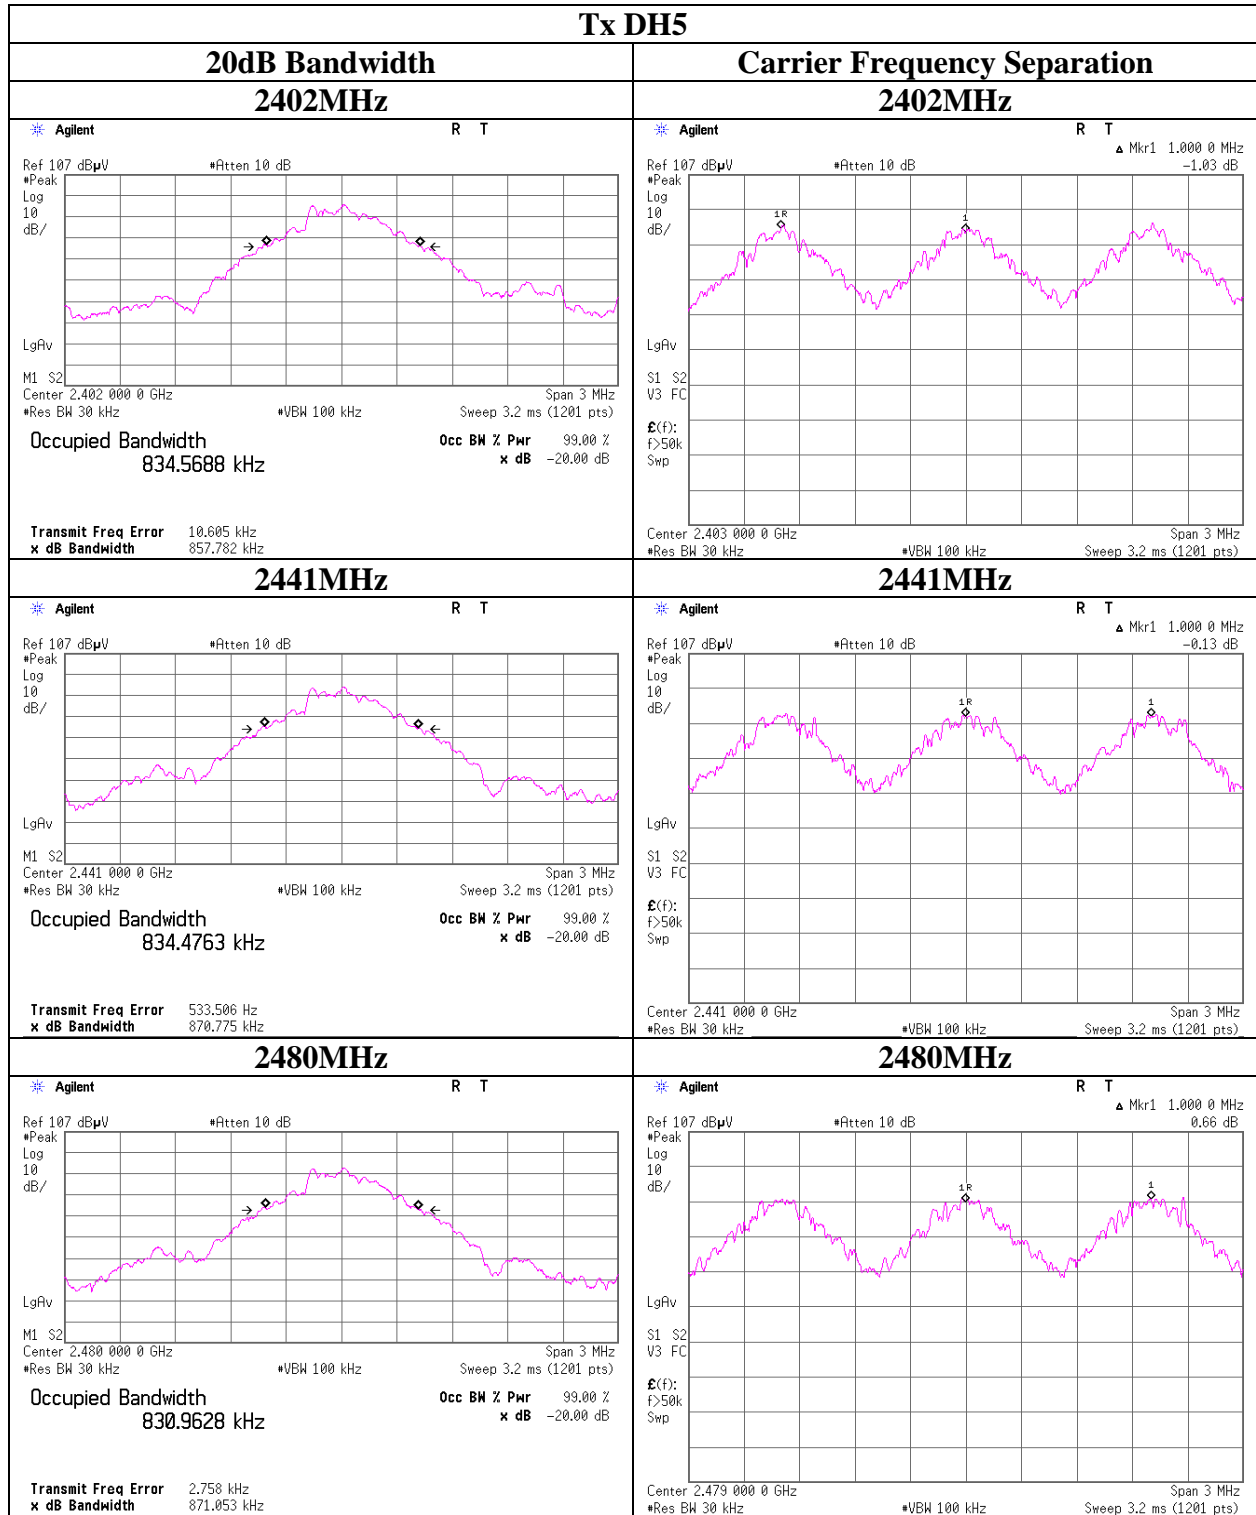 Tx DH5
20dB Bandwidth
Carrier Frequency Separation
2402MHz
2402MHz
Agilent
R T
Ref 107 dBµV
#Atten 10 dB
#Peak
Log
10
dB/
LgAv
M1 S2
Center 2.402 000 0 GHz
Span 3 MHz
#Res BW 30 kHz
#VBW 100 kHz
Sweep 3.2 ms (1201 pts)
Occupied Bandwidth
834.5688 kHz
Occ BW % Pwr 99.00 %
x dB -20.00 dB
Transmit Freq Error 10.605 kHz
x dB Bandwidth 857.782 kHz
Agilent
R T
Δ Mkr1 1.000 0 MHz
Ref 107 dBµV
#Atten 10 dB
-1.03 dB
#Peak
Log
10
dB/
1R
1
LgAv
S1 S2
V3 FC
£(f):
f>50k
Swp
Center 2.403 000 0 GHz
Span 3 MHz
#Res BW 30 kHz
#VBW 100 kHz
Sweep 3.2 ms (1201 pts)
2441MHz
2441MHz
Agilent
R T
Ref 107 dBµV
#Atten 10 dB
#Peak
Log
10
dB/
LgAv
M1 S2
Center 2.441 000 0 GHz
Span 3 MHz
#Res BW 30 kHz
#VBW 100 kHz
Sweep 3.2 ms (1201 pts)
Occupied Bandwidth
834.4763 kHz
Occ BW % Pwr 99.00 %
x dB -20.00 dB
Transmit Freq Error 533.506 Hz
x dB Bandwidth 870.775 kHz
Agilent
R T
Δ Mkr1 1.000 0 MHz
Ref 107 dBµV
#Atten 10 dB
-0.13 dB
#Peak
Log
10
dB/
1R
1
LgAv
S1 S2
V3 FC
£(f):
f>50k
Swp
Center 2.441 000 0 GHz
Span 3 MHz
#Res BW 30 kHz
#VBW 100 kHz
Sweep 3.2 ms (1201 pts)
2480MHz
2480MHz
Agilent
R T
Ref 107 dBµV
#Atten 10 dB
#Peak
Log
10
dB/
LgAv
M1 S2
Center 2.480 000 0 GHz
Span 3 MHz
#Res BW 30 kHz
#VBW 100 kHz
Sweep 3.2 ms (1201 pts)
Occupied Bandwidth
830.9628 kHz
Occ BW % Pwr 99.00 %
x dB -20.00 dB
Transmit Freq Error 2.758 kHz
x dB Bandwidth 871.053 kHz
Agilent
R T
Δ Mkr1 1.000 0 MHz
Ref 107 dBµV
#Atten 10 dB
0.66 dB
#Peak
Log
10
dB/
1R
1
LgAv
S1 S2
V3 FC
£(f):
f>50k
Swp
Center 2.479 000 0 GHz
Span 3 MHz
#Res BW 30 kHz
#VBW 100 kHz
Sweep 3.2 ms (1201 pts)